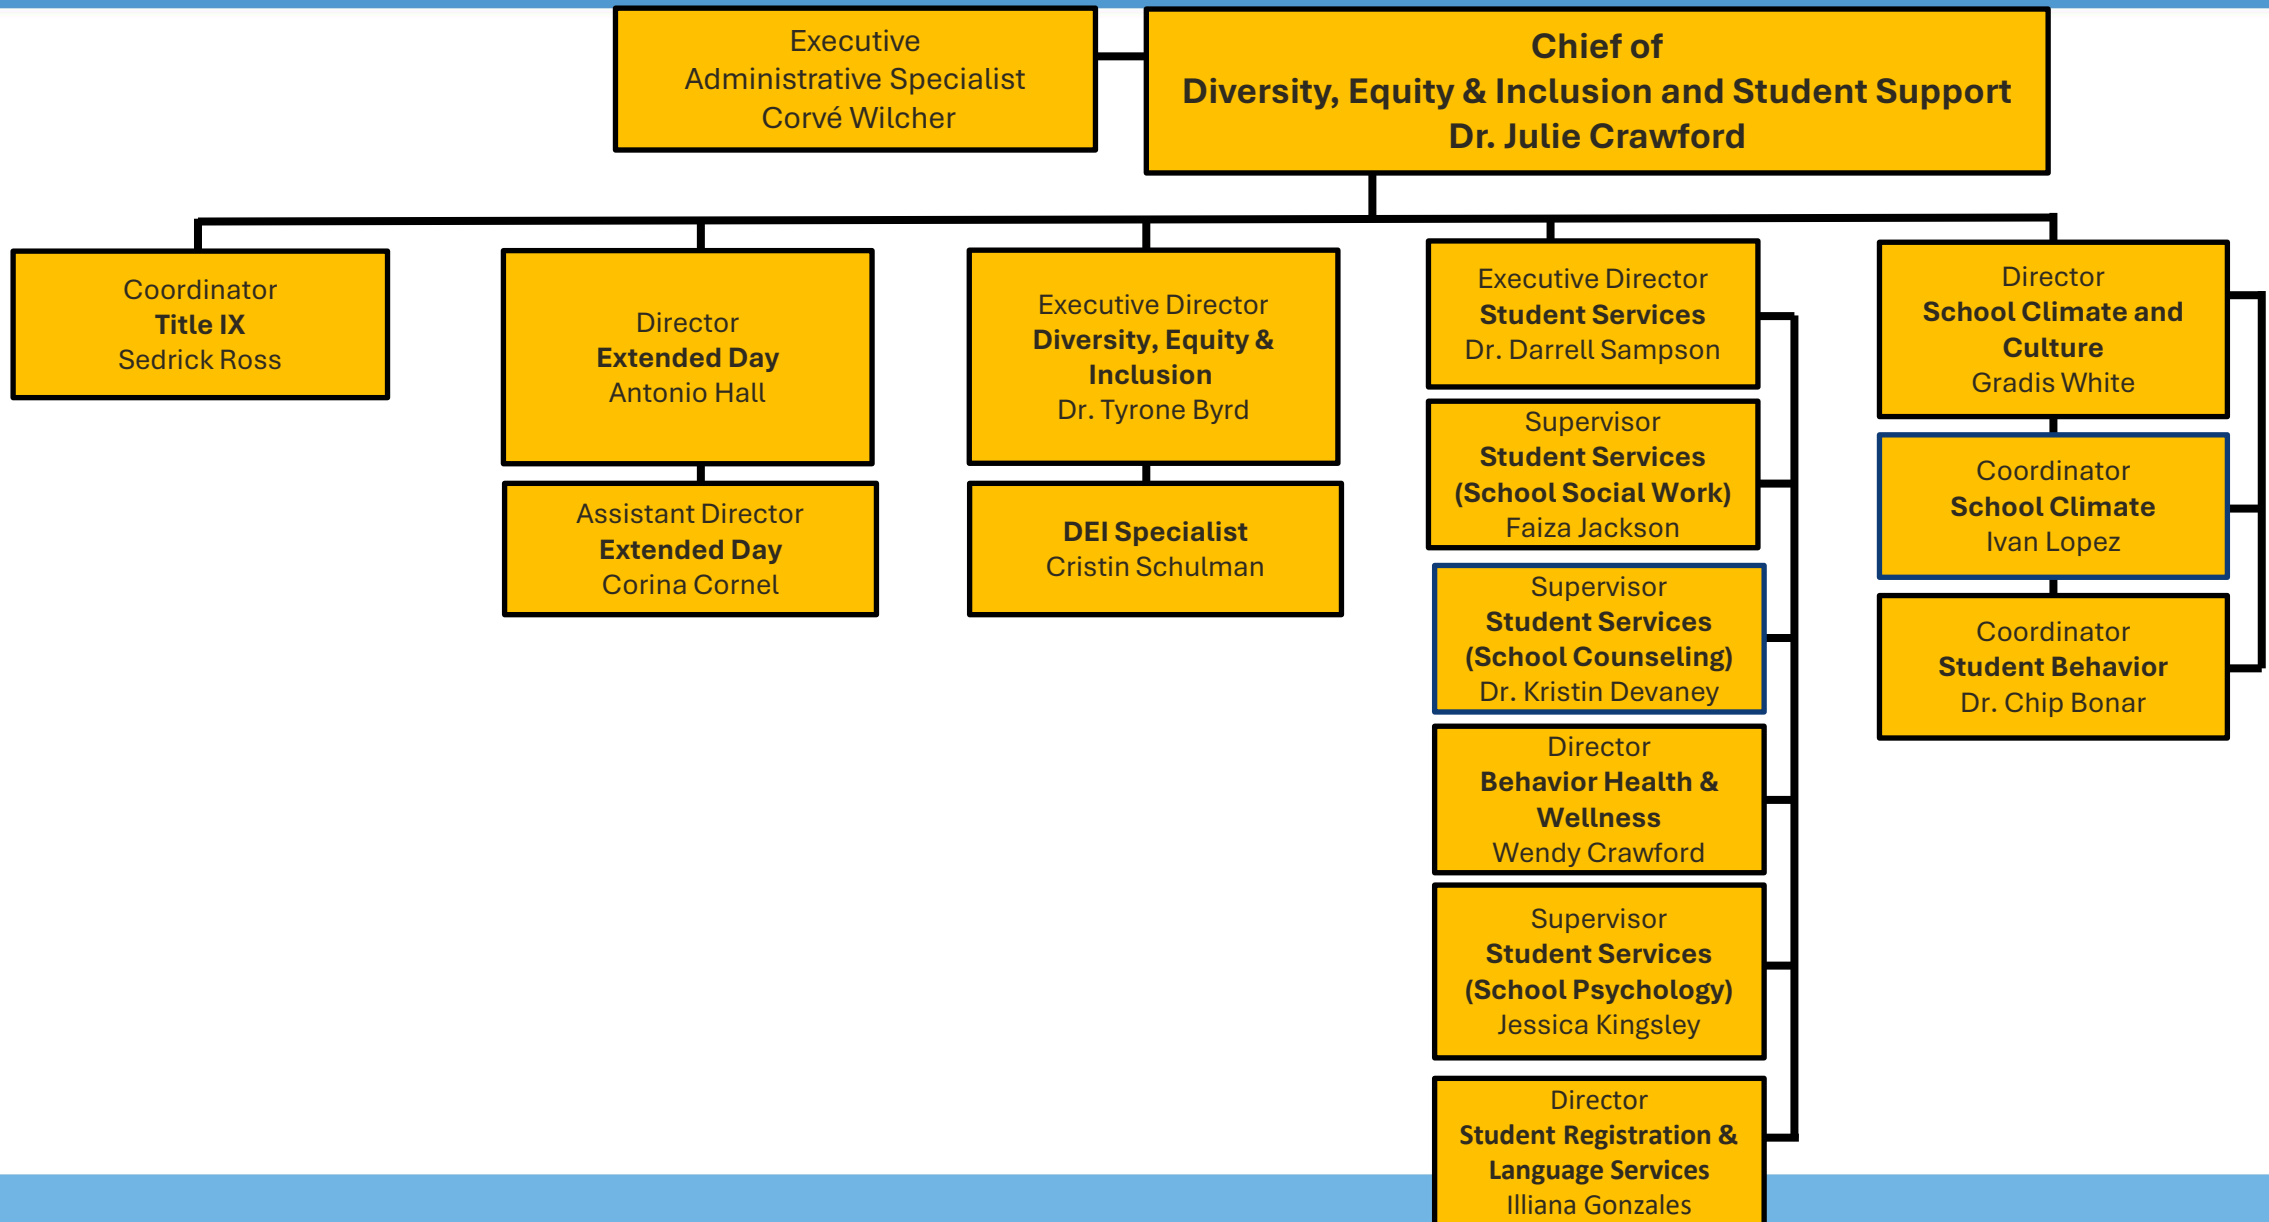 Executive
Administrative Specialist
Corvé Wilcher
Chief of
Diversity, Equity & Inclusion and Student Support
Dr. Julie Crawford
Coordinator
Title IX
Sedrick Ross
Director
Extended Day
Antonio Hall
Assistant Director
Extended Day
Corina Cornel
Executive Director
Diversity, Equity &
Inclusion
Dr. Tyrone Byrd
DEI Specialist
Cristin Schulman
Executive Director
Student Services
Dr. Darrell Sampson
Supervisor
Student Services
(School Social Work)
Faiza Jackson
Supervisor
Student Services
(School Counseling)
Dr. Kristin Devaney
Director
Behavior Health &
Wellness
Wendy Crawford
Supervisor
Student Services
(School Psychology)
Jessica Kingsley
Director
Student Registration &
Language Services
Illiana Gonzales
Director
School Climate and
Culture
Gradis White
Coordinator
School Climate
Ivan Lopez
Coordinator
Student Behavior
Dr. Chip Bonar